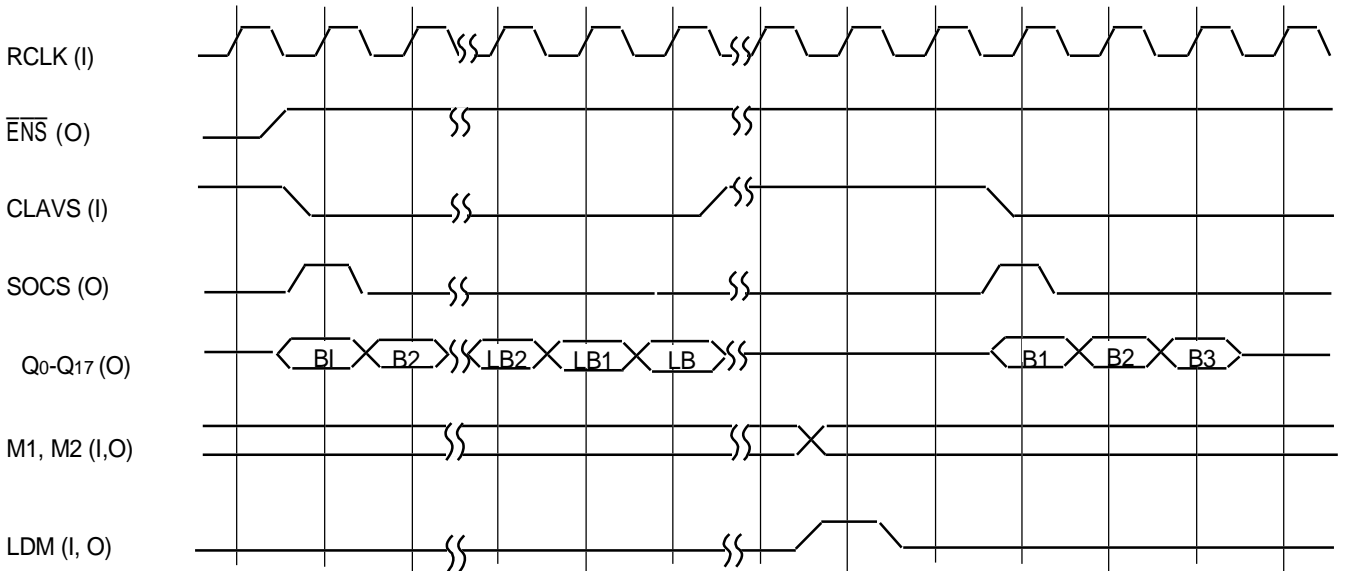 RCLK (I)
ENS (O)
CLAVS (I)
SOCS (O)
Q0-Q17 (O) BI B2 LB2 LB1 LB B1 B2 B3
M1, M2 (I,O)
LDM (I, O)